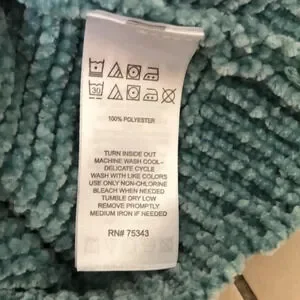 30
100% POLYESTER
TURN INSIDE OUT
MACHINE WASH COOL-
DELICATE CYCLE
WASH WITH LIKE COLORS
USE ONLY NON-CHLORINE
BLEACH WHEN NEEDED
TUMBLE DRY LOW
REMOVE PROMPTLY
MEDIUM IRON IF NEEDED
RN# 75343